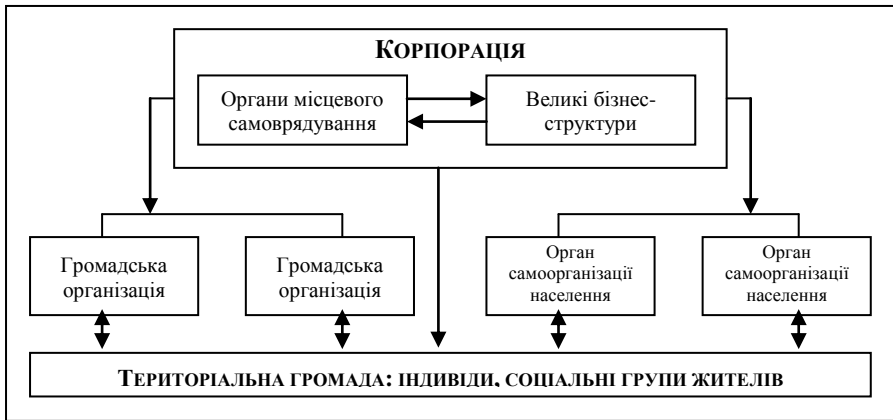 КОРПОРАЦІЯ
Органи місцевого
самоврядування
Великі бізнес-
структури
Громадська
організація
Громадська
організація
Орган
самоорганізації
населення
Орган
самоорганізації
населення
ТЕРИТОРІАЛЬНА ГРОМАДА: ІНДИВІДИ, СОЦІАЛЬНІ ГРУПИ ЖИТЕЛІВ